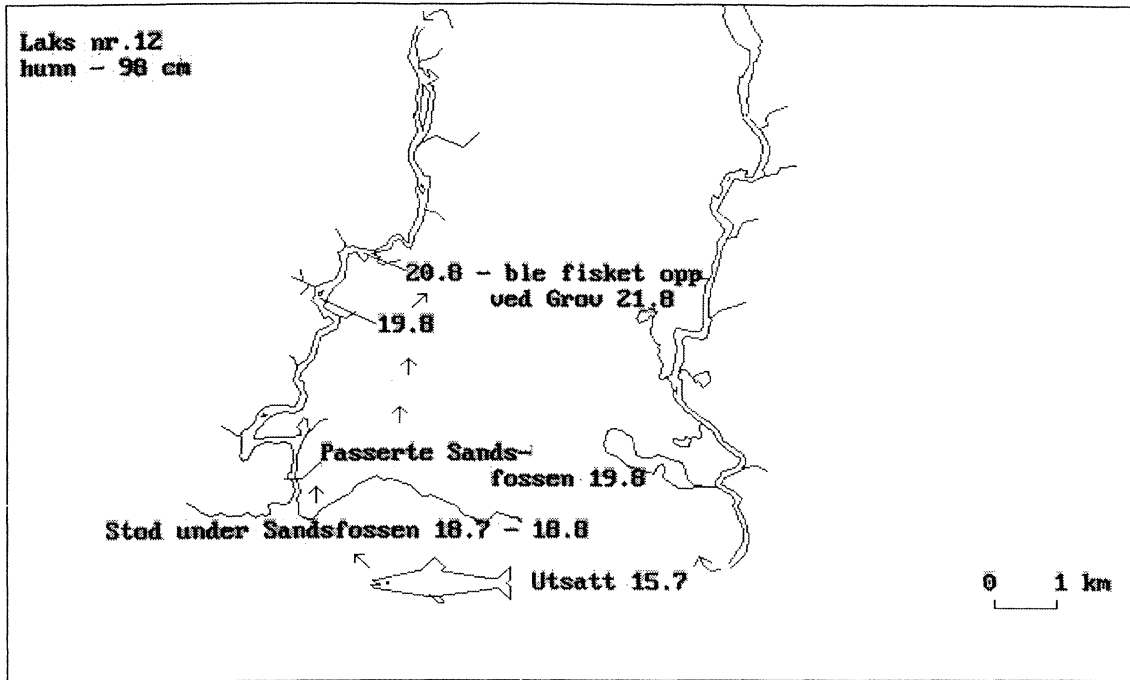 Laks nr.12
hunn - 98 cm
20.8 - ble fisket opp
ved Grov 21.8
19.8
Passerte Sands-
fossen 19.8
Stod under Sandsfossen 18.7 - 18.8
Utsatt 15.7
0 1 km